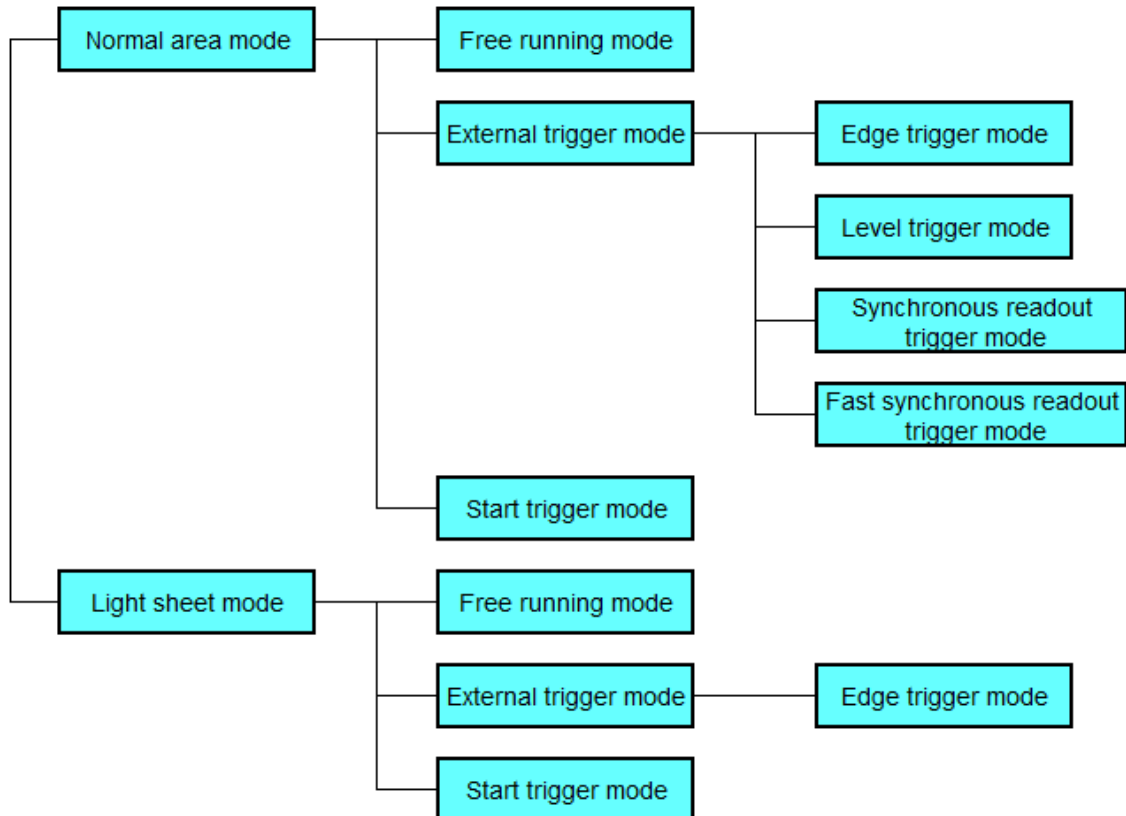 Normal area mode
Free running mode
External trigger mode
Edge trigger mode
Level trigger mode
Synchronous readout
trigger mode
Fast synchronous readout
trigger mode
Start trigger mode
Light sheet mode
Free running mode
External trigger mode
Edge trigger mode
Start trigger mode